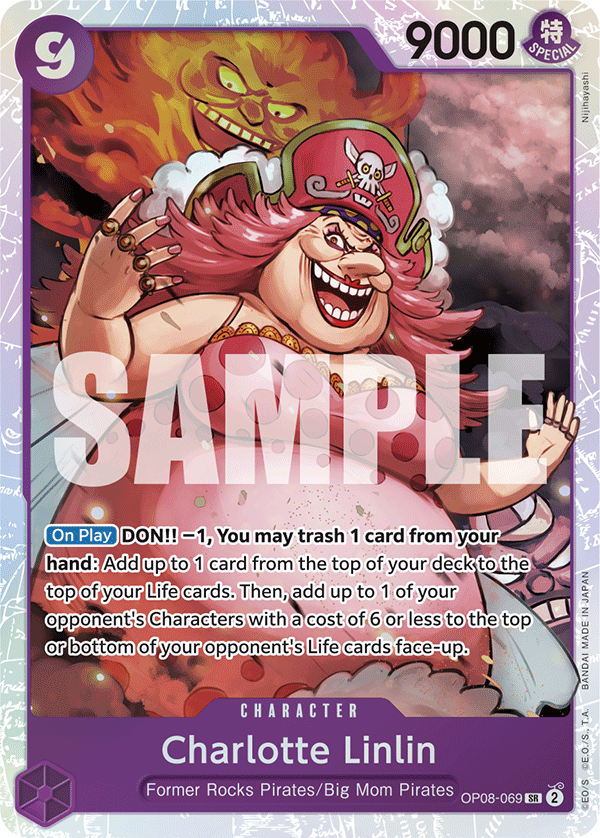 9
9000
特
SPECIAL
Nijihayashi
SAMPLE
On Play DON!! −1, You may trash 1 card from your
hand: Add up to 1 card from the top of your deck to the
top of your Life cards. Then, add up to 1 of your
opponent's Characters with a cost of 6 or less to the top
or bottom of your opponent's Life cards face-up.
©E.O/S ©E.O./S., T.A. BANDAI MADE IN JAPAN
CHARACTER
Charlotte Linlin
Former Rocks Pirates/Big Mom Pirates
OP08-069 SR 2